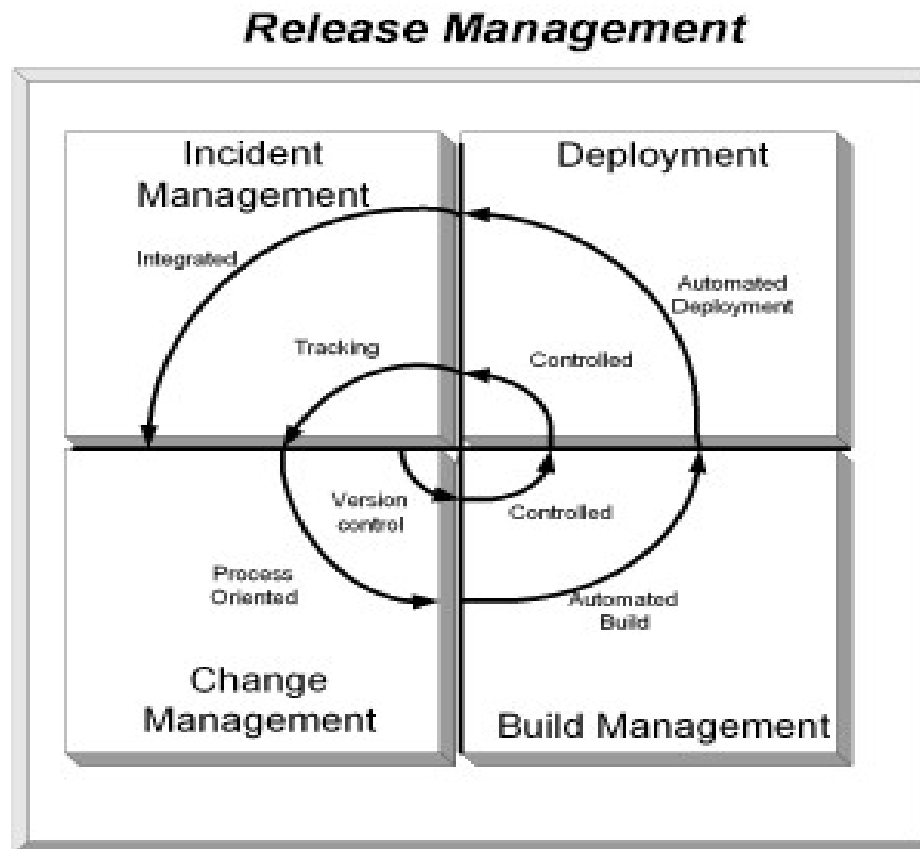 Release Management
Incident
Management
Deployment
Integrated
Automated
Deployment
Tracking
Controlled
Version
control
Controlled
Process
Oriented
Automated
Build
Change
Management
Build Management